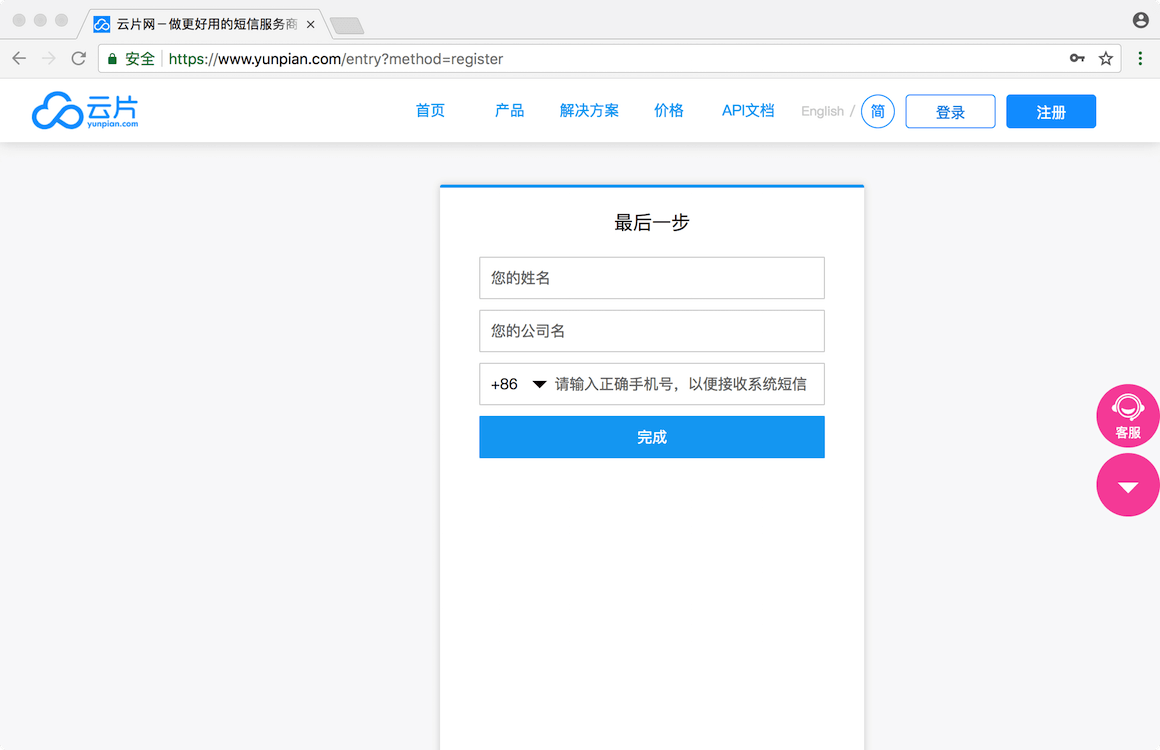 云片网－做更好用的短信服务商
安全 https://www.yunpian.com/entry?method=register
云片
yunpian.com
首页 产品 解决方案 价格 API文档 English / 简 登录 注册
最后一步
您的姓名
您的公司名
+86 请输入正确手机号，以便接收系统短信
完成
客服